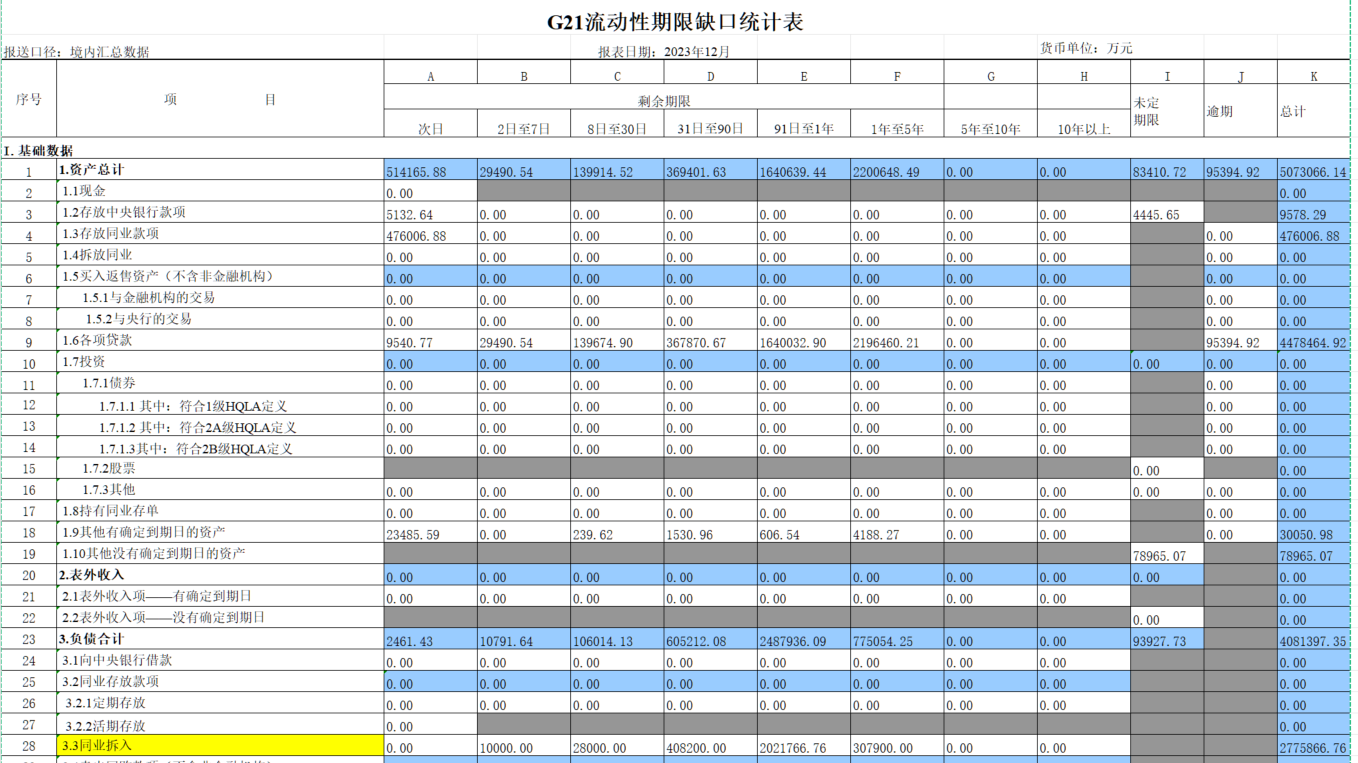 G21流动性期限缺口统计表
报送口径：境内汇总数据 报表日期：2023年12月 货币单位：万元
序号 项 目 A B C D E F G H I J K
剩余期限 未定期限 逾期 总计
次日 2日至7日 8日至30日 31日至90日 91日至1年 1年至5年 5年至10年 10年以上
I. 基础数据
1 1.资产总计 514165.88 29490.54 139914.52 369401.63 1640639.44 2200648.49 0.00 0.00 83410.72 95394.92 5073066.14
2 1.1现金 0.00 0.00
3 1.2存放中央银行款项 5132.64 0.00 0.00 0.00 0.00 0.00 0.00 0.00 4445.65 9578.29
4 1.3存放同业款项 476006.88 0.00 0.00 0.00 0.00 0.00 0.00 0.00 0.00 476006.88
5 1.4拆放同业 0.00 0.00 0.00 0.00 0.00 0.00 0.00 0.00 0.00 0.00
6 1.5买入返售资产（不含非金融机构） 0.00 0.00 0.00 0.00 0.00 0.00 0.00 0.00 0.00 0.00
7 1.5.1与金融机构的交易 0.00 0.00 0.00 0.00 0.00 0.00 0.00 0.00 0.00 0.00
8 1.5.2与央行的交易 0.00 0.00 0.00 0.00 0.00 0.00 0.00 0.00 0.00 0.00
9 1.6各项贷款 9540.77 29490.54 139674.90 367870.67 1640032.90 2196460.21 0.00 0.00 95394.92 4478464.92
10 1.7投资 0.00 0.00 0.00 0.00 0.00 0.00 0.00 0.00 0.00 0.00 0.00
11 1.7.1债券 0.00 0.00 0.00 0.00 0.00 0.00 0.00 0.00 0.00 0.00
12 1.7.1.1 其中：符合1级HQLA定义 0.00 0.00 0.00 0.00 0.00 0.00 0.00 0.00 0.00 0.00
13 1.7.1.2 其中：符合2A级HQLA定义 0.00 0.00 0.00 0.00 0.00 0.00 0.00 0.00 0.00 0.00
14 1.7.1.3其中：符合2B级HQLA定义 0.00 0.00 0.00 0.00 0.00 0.00 0.00 0.00 0.00 0.00
15 1.7.2股票 0.00 0.00
16 1.7.3其他 0.00 0.00 0.00 0.00 0.00 0.00 0.00 0.00 0.00 0.00 0.00
17 1.8持有同业存单 0.00 0.00 0.00 0.00 0.00 0.00 0.00 0.00 0.00 0.00
18 1.9其他有确定到期日的资产 23485.59 0.00 239.62 1530.96 606.54 4188.27 0.00 0.00 0.00 30050.98
19 1.10其他没有确定到期日的资产 78965.07 78965.07
20 2.表外收入 0.00 0.00 0.00 0.00 0.00 0.00 0.00 0.00 0.00 0.00
21 2.1表外收入项——有确定到期日 0.00 0.00 0.00 0.00 0.00 0.00 0.00 0.00 0.00
22 2.2表外收入项——没有确定到期日 0.00 0.00
23 3.负债合计 2461.43 10791.64 106014.13 605212.08 2487936.09 775054.25 0.00 0.00 93927.73 4081397.35
24 3.1向中央银行借款 0.00 0.00 0.00 0.00 0.00 0.00 0.00 0.00 0.00
25 3.2同业存放款项 0.00 0.00 0.00 0.00 0.00 0.00 0.00 0.00 0.00
26 3.2.1定期存放 0.00 0.00 0.00 0.00 0.00 0.00 0.00 0.00 0.00
27 3.2.2活期存放 0.00 0.00
28 3.3同业拆入 0.00 10000.00 28000.00 408200.00 2021766.76 307900.00 0.00 0.00 2775866.76